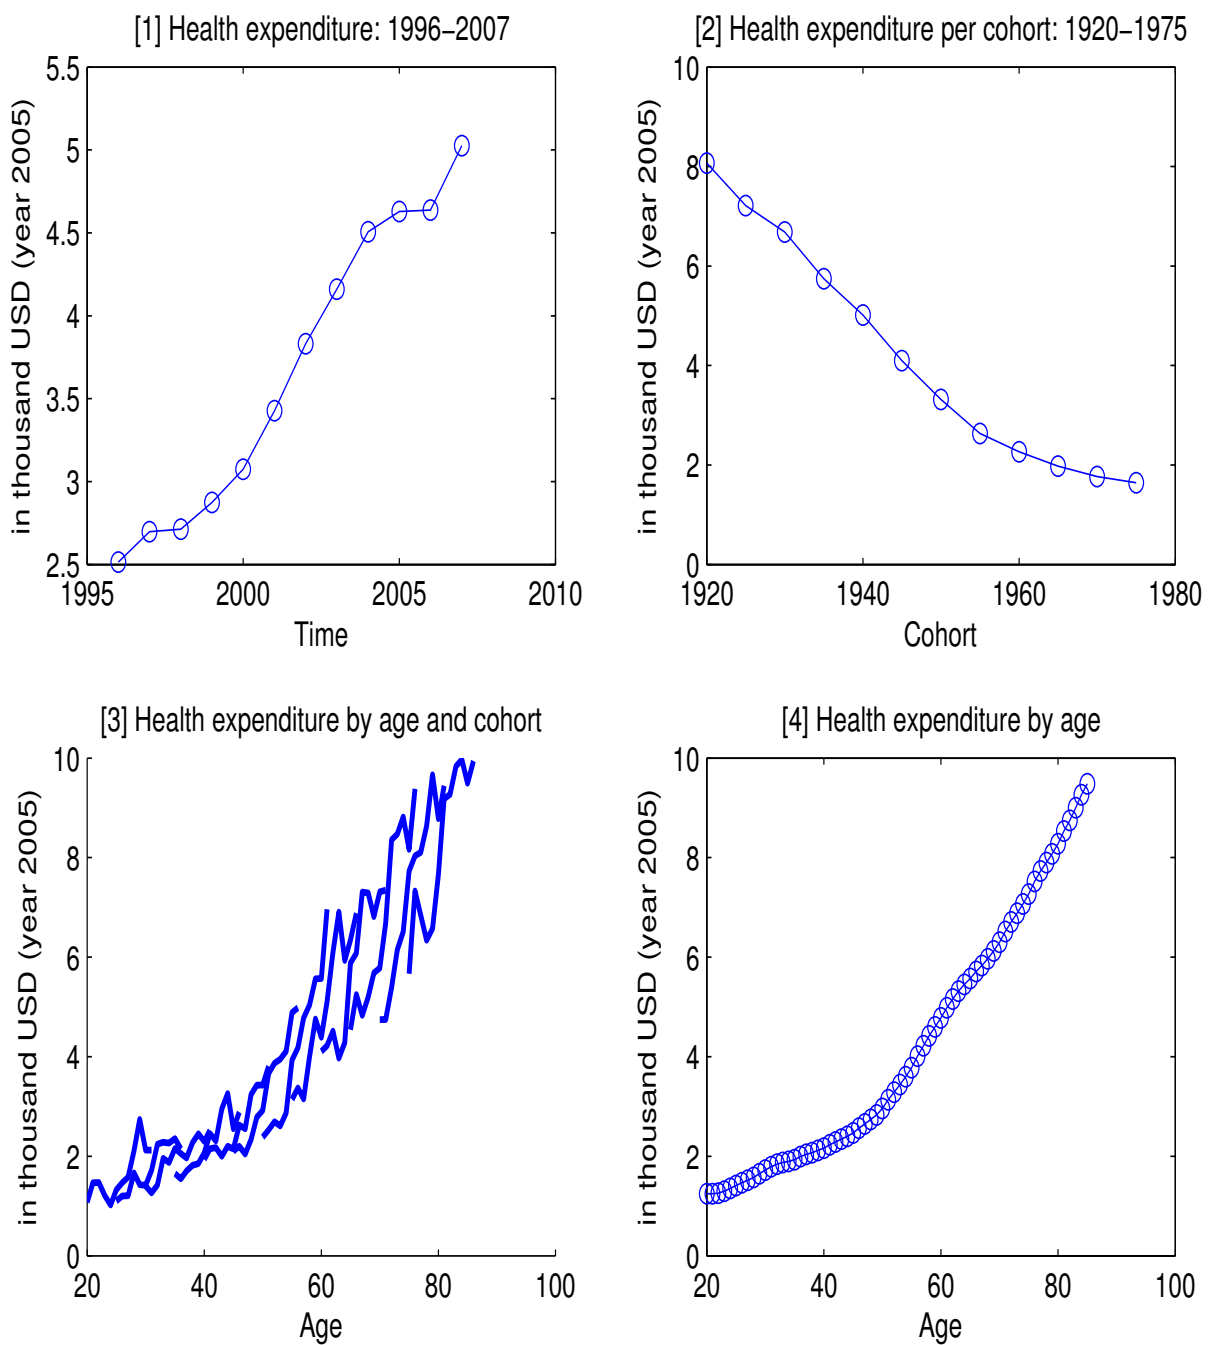 [1] Health expenditure: 1996−2007
5.5
5
4.5
4
3.5
3
2.5
in thousand USD (year 2005)
1995 2000 2005 2010
Time
[2] Health expenditure per cohort: 1920−1975
10
8
6
4
2
0
in thousand USD (year 2005)
1920 1940 1960 1980
Cohort
[3] Health expenditure by age and cohort
10
8
6
4
2
0
in thousand USD (year 2005)
20 40 60 80 100
Age
[4] Health expenditure by age
10
8
6
4
2
0
in thousand USD (year 2005)
20 40 60 80 100
Age